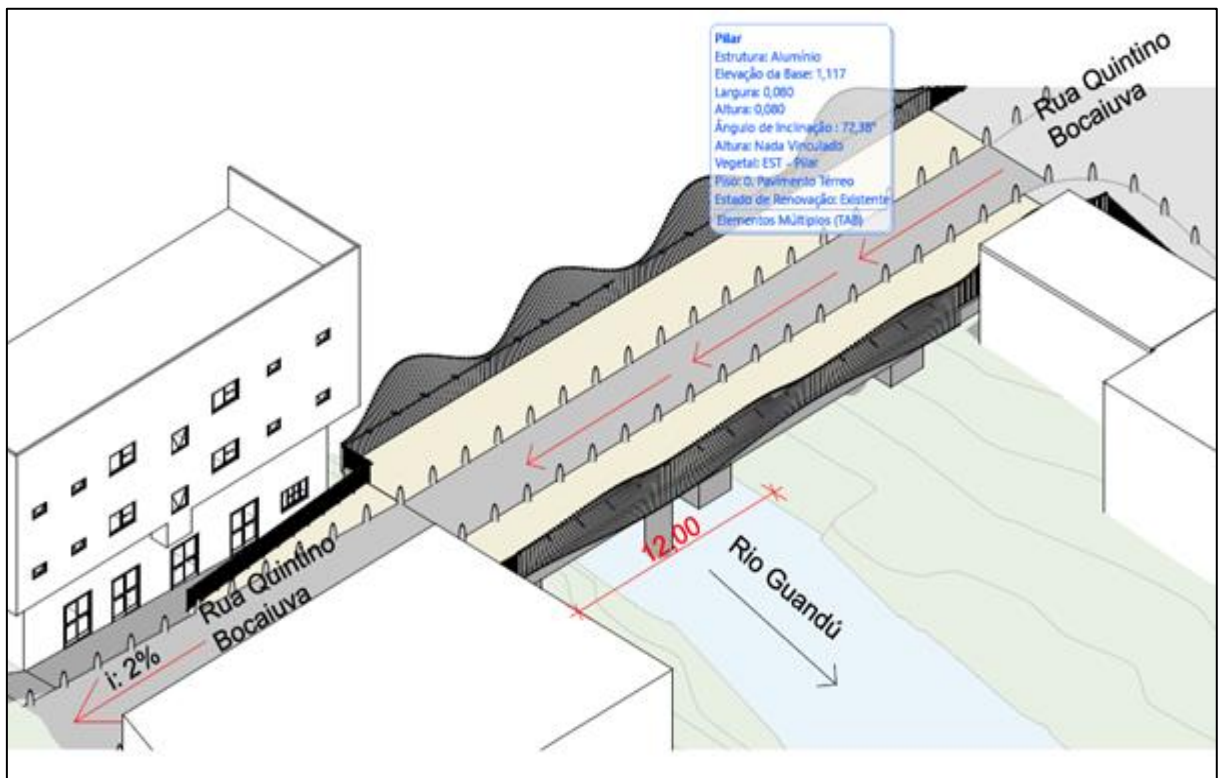 Pilar
Estrutura: Alumínio
Elevação da Base: 1,117
Largura: 0,080
Altura: 0,080
Ângulo de Inclinação : 72,38°
Altura: Nada Vinculado
Vegetal: EST - Pilar
Piso: 0. Pavimento Térreo
Estado de Renovação: Existente
Elementos Múltiplos (TAB)
Rua Quintino
Bocaiuva
12,00
Rio Guandú
Rua Quintino
Bocaiuva
i: 2%